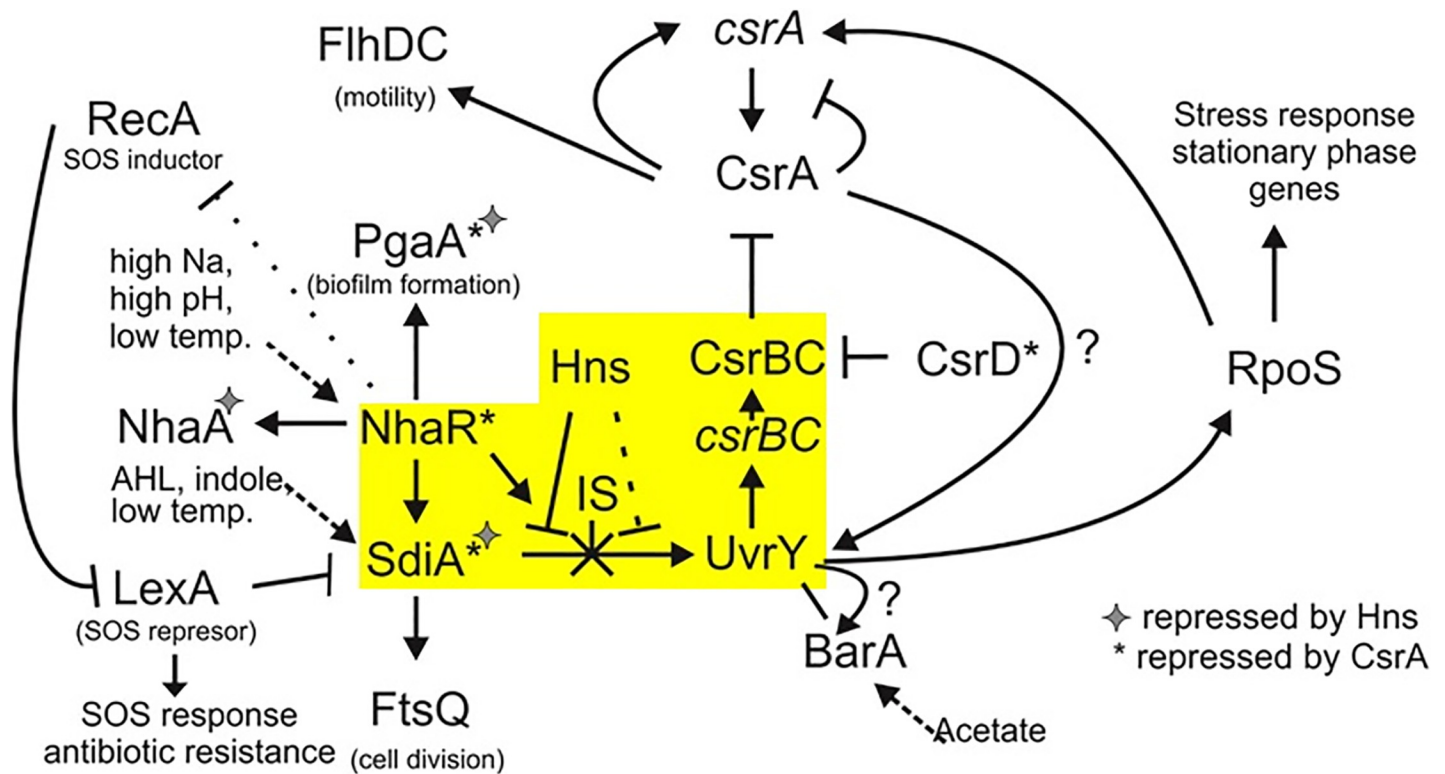 csrA
FlhDC
(motility)
RecA
SOS inductor
Stress response
stationary phase
genes
CsrA
PgaA*
(biofilm formation)
high Na,
high pH,
low temp.
Hns
CsrBC
CsrD*
?
RpoS
NhaA
NhaR*
csrBC
AHL, indole,
low temp.
IS
SdiA*
UvrY
LexA
(SOS represor)
?
BarA
repressed by Hns
* repressed by CsrA
SOS response
antibiotic resistance
FtsQ
(cell division)
Acetate